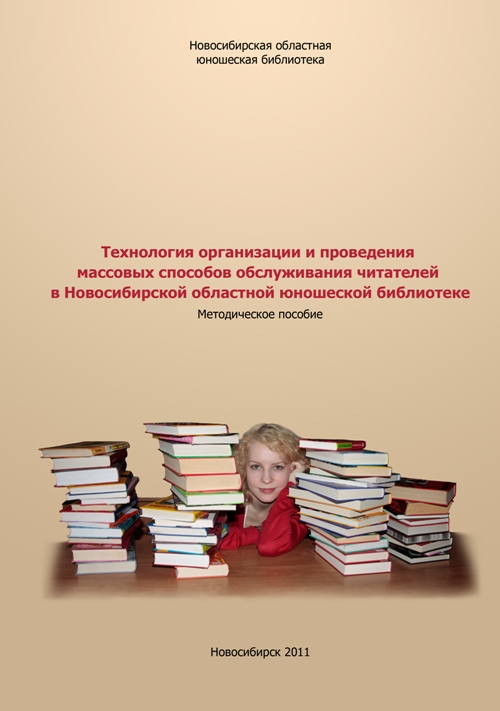 Новосибирская областная
юношеская библиотека
Технология организации и проведения
массовых способов обслуживания читателей
в Новосибирской областной юношеской библиотеке
Методическое пособие
Новосибирск 2011